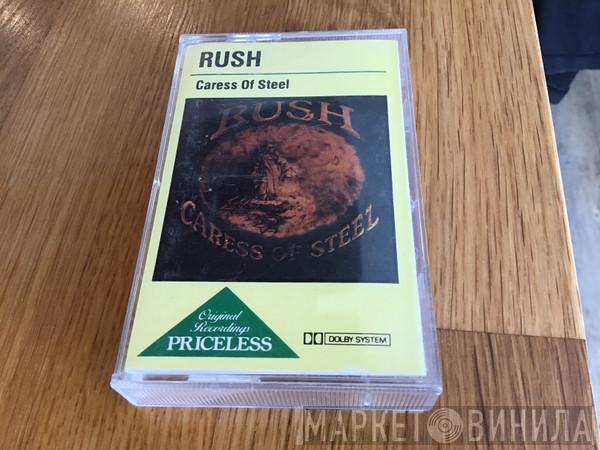 RUSH
Caress Of Steel
RUSH
CARESS OF STEEL
Original
Recordings
PRICELESS
DOLBY SYSTEM
МАРКЕТ ВИНИЛА